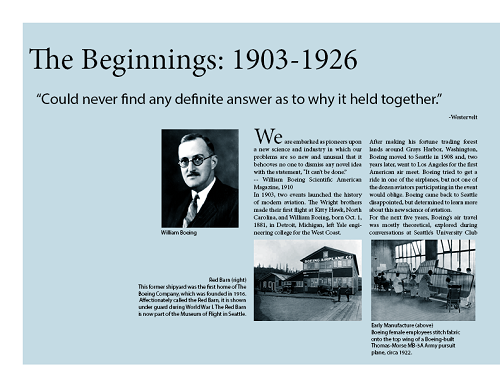 The Beginnings: 1903-1926
“Could never find any definite answer as to why it held together.”
-Westervelt
We are embarked as pioneers upon
a new science and industry in which our
problems are so new and unusual that it
behooves no one to dismiss any novel idea
with the statement, “It can’t be done.”
-- William Boeing Scientific American
Magazine, 1910
In 1903, two events launched the history
of modern aviation. The Wright brothers
made their first flight at Kitty Hawk, North
Carolina, and William Boeing, born Oct. 1,
1881, in Detroit, Michigan, left Yale engi-
neering college for the West Coast.
After making his fortune trading forest
lands around Grays Harbor, Washington,
Boeing moved to Seattle in 1908 and, two
years later, went to Los Angeles for the first
American air meet. Boeing tried to get a
ride in one of the airplanes, but not one of
the dozen aviators participating in the event
would oblige. Boeing came back to Seattle
disappointed, but determined to learn more
about this new science of aviation.
For the next five years, Boeing’s air travel
was mostly theoretical, explored during
conversations at Seattle’s University Club
William Boeing
BOEING AIRPLANE CO
Red Barn (right)
This former shipyard was the first home of The
Boeing Company, which was founded in 1916.
Affectionately called the Red Barn, it is shown
under guard during World War I. The Red Barn
is now part of the Museum of Flight in Seattle.
Early Manufacture (above)
Boeing female employees stitch fabric
onto the top wing of a Boeing-built
Thomas-Morse MB-3A Army pursuit
plane, circa 1922.